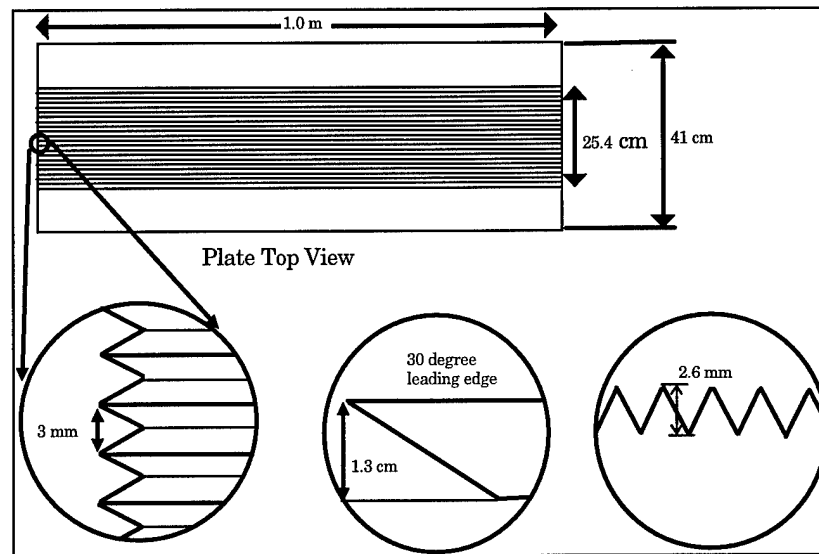 1.0 m
25.4 cm
41 cm
Plate Top View
30 degree
leading edge
2.6 mm
3 mm
1.3 cm